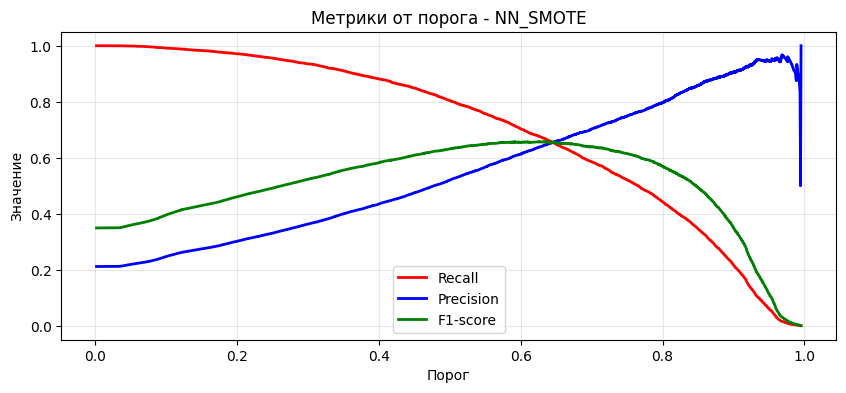 Метрики от порога - NN_SMOTE
Значение
1.0
0.8
0.6
0.4
0.2
0.0
Recall
Precision
F1-score
0.0 0.2 0.4 0.6 0.8 1.0
Порог